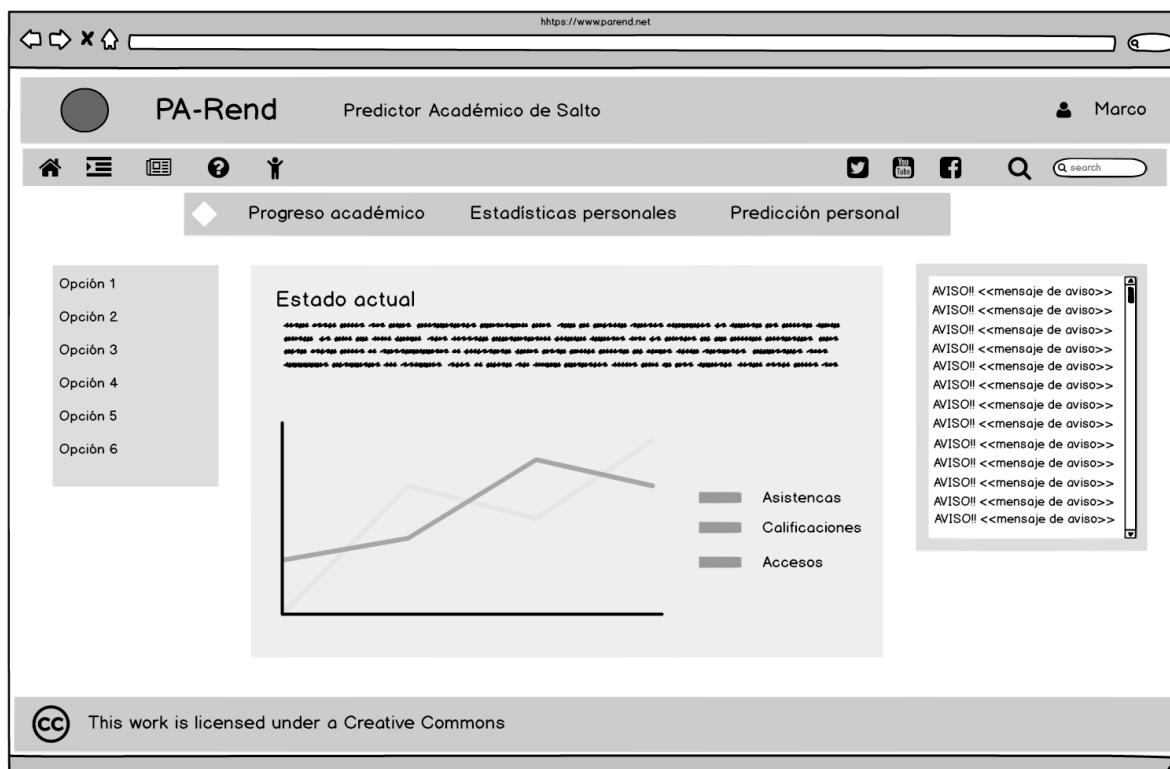 hhtps://www.parend.net
PA-Rend
Predictor Académico de Salto
Marco
You
Tube
search
Progreso académico
Estadísticas personales
Predicción personal
Opción 1
Opción 2
Opción 3
Opción 4
Opción 5
Opción 6
Estado actual
Asistencas
Calificaciones
Accesos
AVISO!! <<mensaje de aviso>>
AVISO!! <<mensaje de aviso>>
AVISO!! <<mensaje de aviso>>
AVISO!! <<mensaje de aviso>>
AVISO!! <<mensaje de aviso>>
AVISO!! <<mensaje de aviso>>
AVISO!! <<mensaje de aviso>>
AVISO!! <<mensaje de aviso>>
AVISO!! <<mensaje de aviso>>
AVISO!! <<mensaje de aviso>>
AVISO!! <<mensaje de aviso>>
AVISO!! <<mensaje de aviso>>
AVISO!! <<mensaje de aviso>>
cc
This work is licensed under a Creative Commons